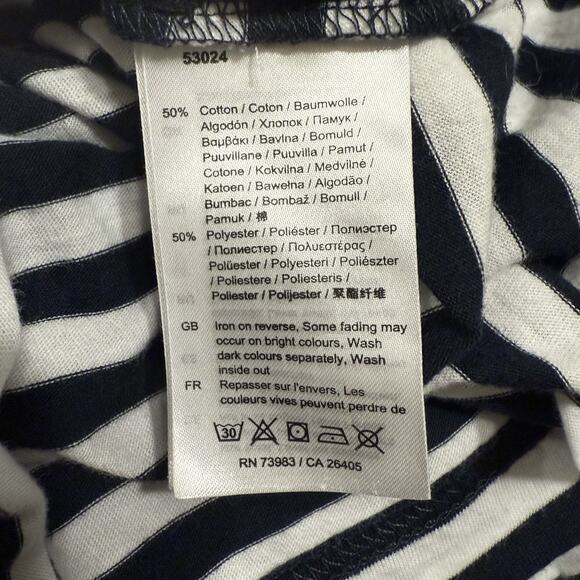 53024
50% Cotton / Coton / Baumwolle /
Algodón / Хлопок / Памук /
Βαμβάκι / Bavlna / Bomuld /
Puuvillane / Puuvilla / Pamut /
Cotone / Kokvilna / Medvilnė /
Katoen / Bawełna / Algodão /
Bumbac / Bombaž / Bomull /
Pamuk / 棉
50% Polyester / Poliéster / Полиэстер
/ Полиестер / Πολυεστέρας /
Polüester / Polyesteri / Poliészter
/ Poliestere / Poliesteris /
Poliester / Polijester / 聚酯纤维
GB Iron on reverse, Some fading may
occur on bright colours, Wash
dark colours separately, Wash
inside out
FR Repasser sur l'envers, Les
couleurs vives peuvent perdre de
30
RN 73983 / CA 26405